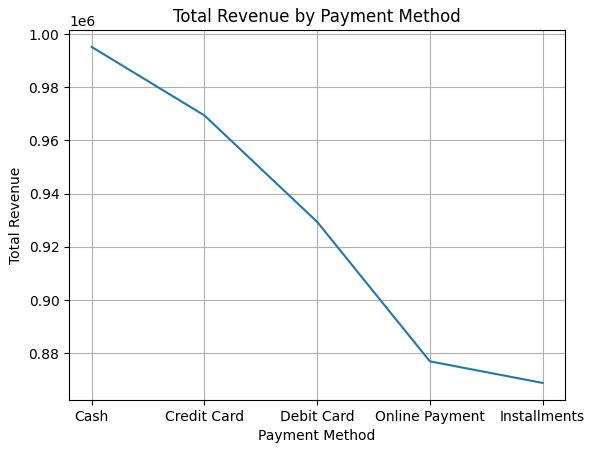 Total Revenue by Payment Method
1e6
1.00
0.98
0.96
0.94
0.92
0.90
0.88
Total Revenue
Cash Credit Card Debit Card Online Payment Installments
Payment Method